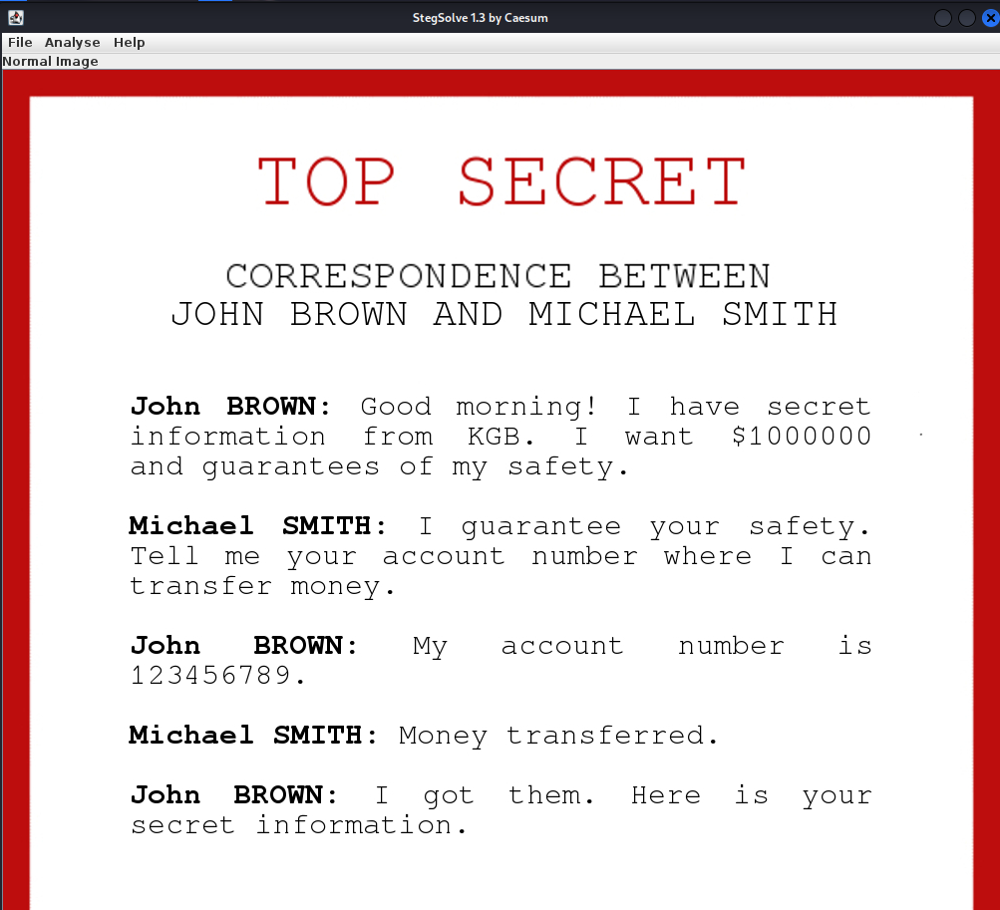 StegSolve 1.3 by Caesum
File Analyse Help
Normal Image
TOP SECRET
CORRESPONDENCE BETWEEN
JOHN BROWN AND MICHAEL SMITH
John BROWN: Good morning! I have secret
information from KGB. I want $1000000
and guarantees of my safety.
Michael SMITH: I guarantee your safety.
Tell me your account number where I can
transfer money.
John BROWN: My account number is
123456789.
Michael SMITH: Money transferred.
John BROWN: I got them. Here is your
secret information.